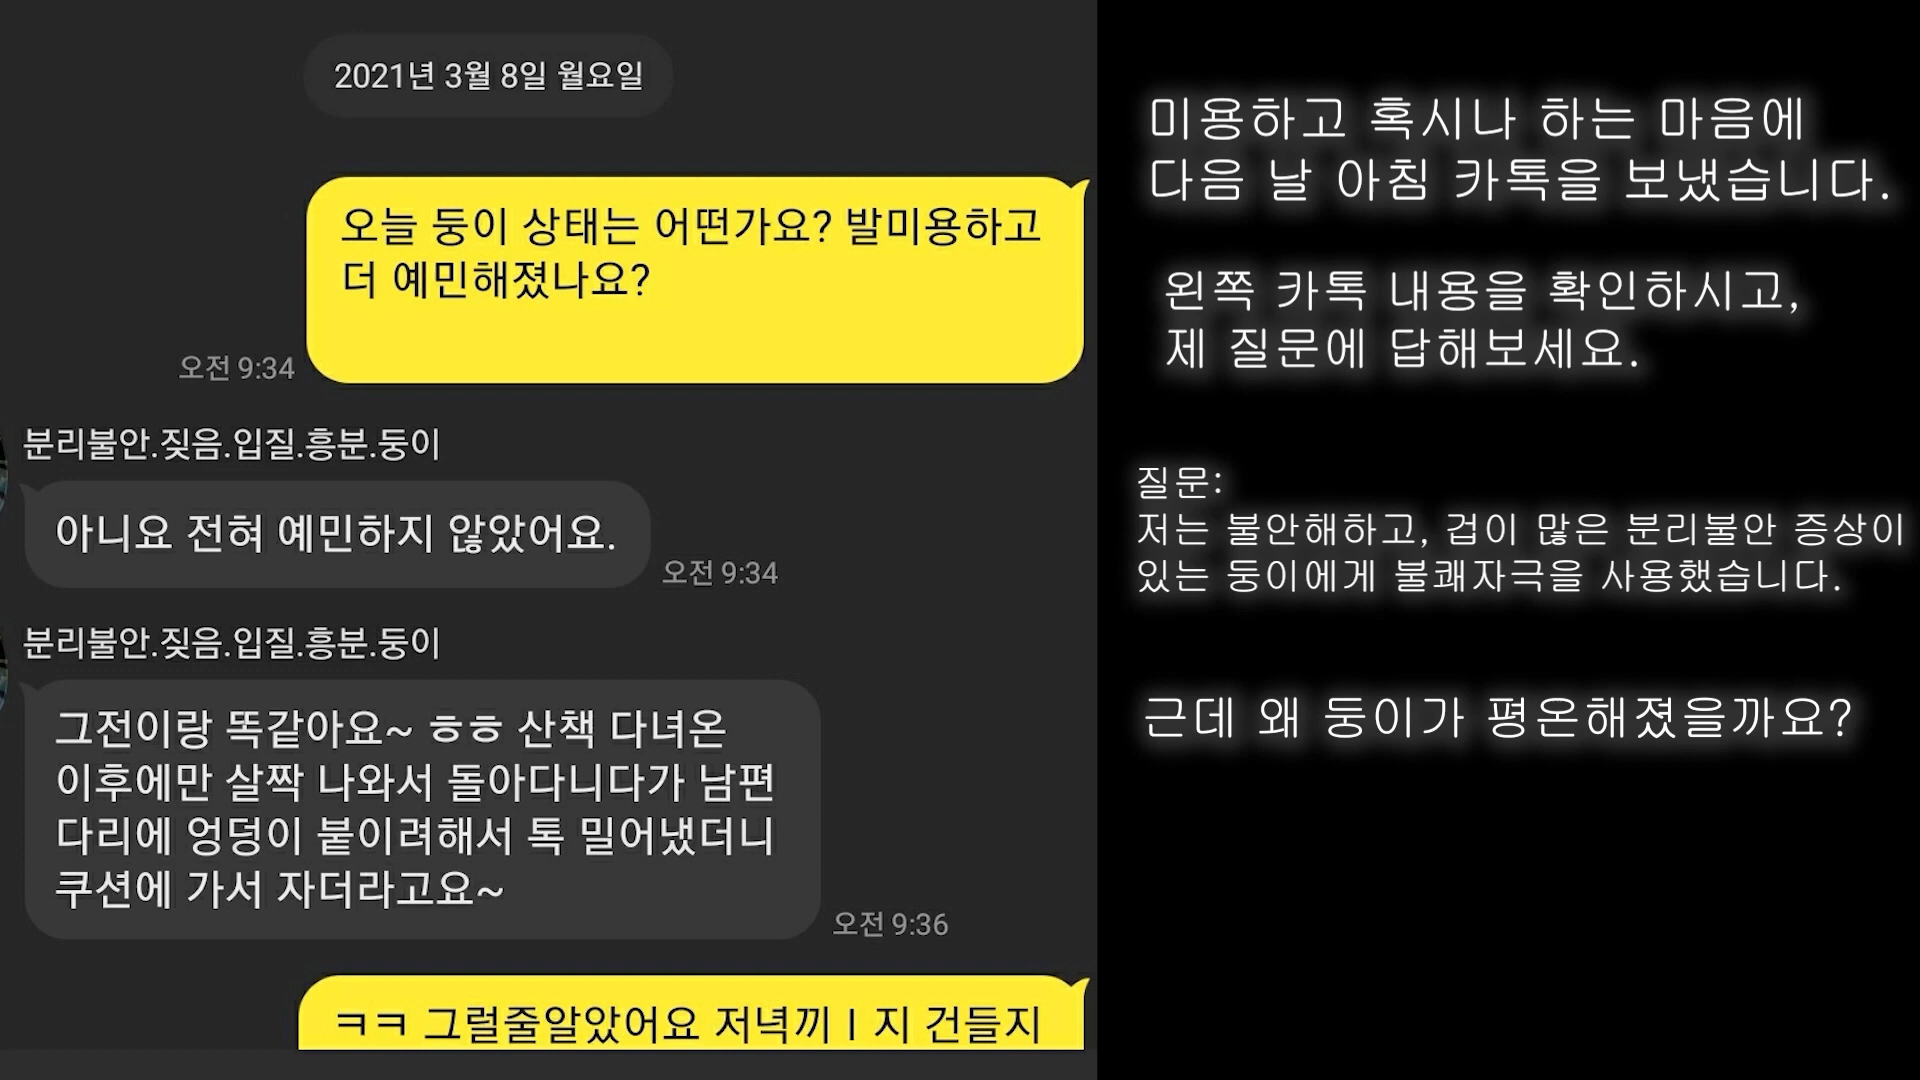 2021년 3월 8일 월요일
오늘 둥이 상태는 어떤가요? 발미용하고
더 예민해졌나요?
오전 9:34
분리불안.짖음.입질.흥분.둥이
아니요 전혀 예민하지 않았어요.
오전 9:34
분리불안.짖음.입질.흥분.둥이
그전이랑 똑같아요~ ㅎㅎ 산책 다녀온
이후에만 살짝 나와서 돌아다니다가 남편
다리에 엉덩이 붙이려해서 톡 밀어냈더니
쿠션에 가서 자더라고요~
오전 9:36
ㅋㅋ 그럴줄알았어요 저녁끼ㅣ지 건들지
미용하고 혹시나 하는 마음에
다음 날 아침 카톡을 보냈습니다.
왼쪽 카톡 내용을 확인하시고,
제 질문에 답해보세요.
질문:
저는 불안해하고, 겁이 많은 분리불안 증상이
있는 둥이에게 불쾌자극을 사용했습니다.
근데 왜 둥이가 평온해졌을까요?